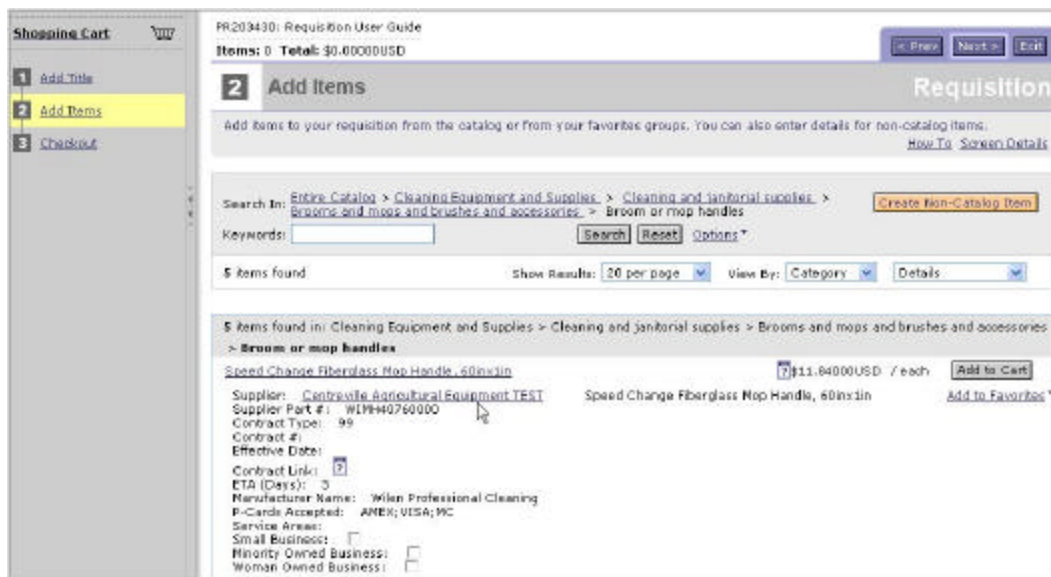 Shopping Cart
1 Add Title
2 Add Items
3 Checkout
PR203430: Requisition User Guide
Items: 0 Total: $0.00000USD
< Prev Next > Exit
2 Add Items Requisition
Add items to your requisition from the catalog or from your favorites groups. You can also enter details for non-catalog items.
How To Screen Details
Search In: Entire Catalog > Cleaning Equipment and Supplies > Cleaning and janitorial supplies >
Brooms and mops and brushes and accessories > Broom or mop handles
Create Non-Catalog Item
Keywords: Search Reset Options
5 items found Show Results: 20 per page View By: Category Details
5 items found in: Cleaning Equipment and Supplies > Cleaning and janitorial supplies > Brooms and mops and brushes and accessories
> Broom or mop handles
Speed Change Fiberglass Mop Handle, 60inx1in ? $11.84000USD / each Add to Cart
Supplier: Centreville Agricultural Equipment TEST Speed Change Fiberglass Mop Handle, 60inx1in Add to Favorites
Supplier Part #: WIMH40760000
Contract Type: 99
Contract #:
Effective Date:
Contract Link: ?
ETA (Days): 3
Manufacturer Name: Wilen Professional Cleaning
P-Cards Accepted: AMEX; VISA; MC
Service Areas:
Small Business:
Minority Owned Business:
Woman Owned Business: